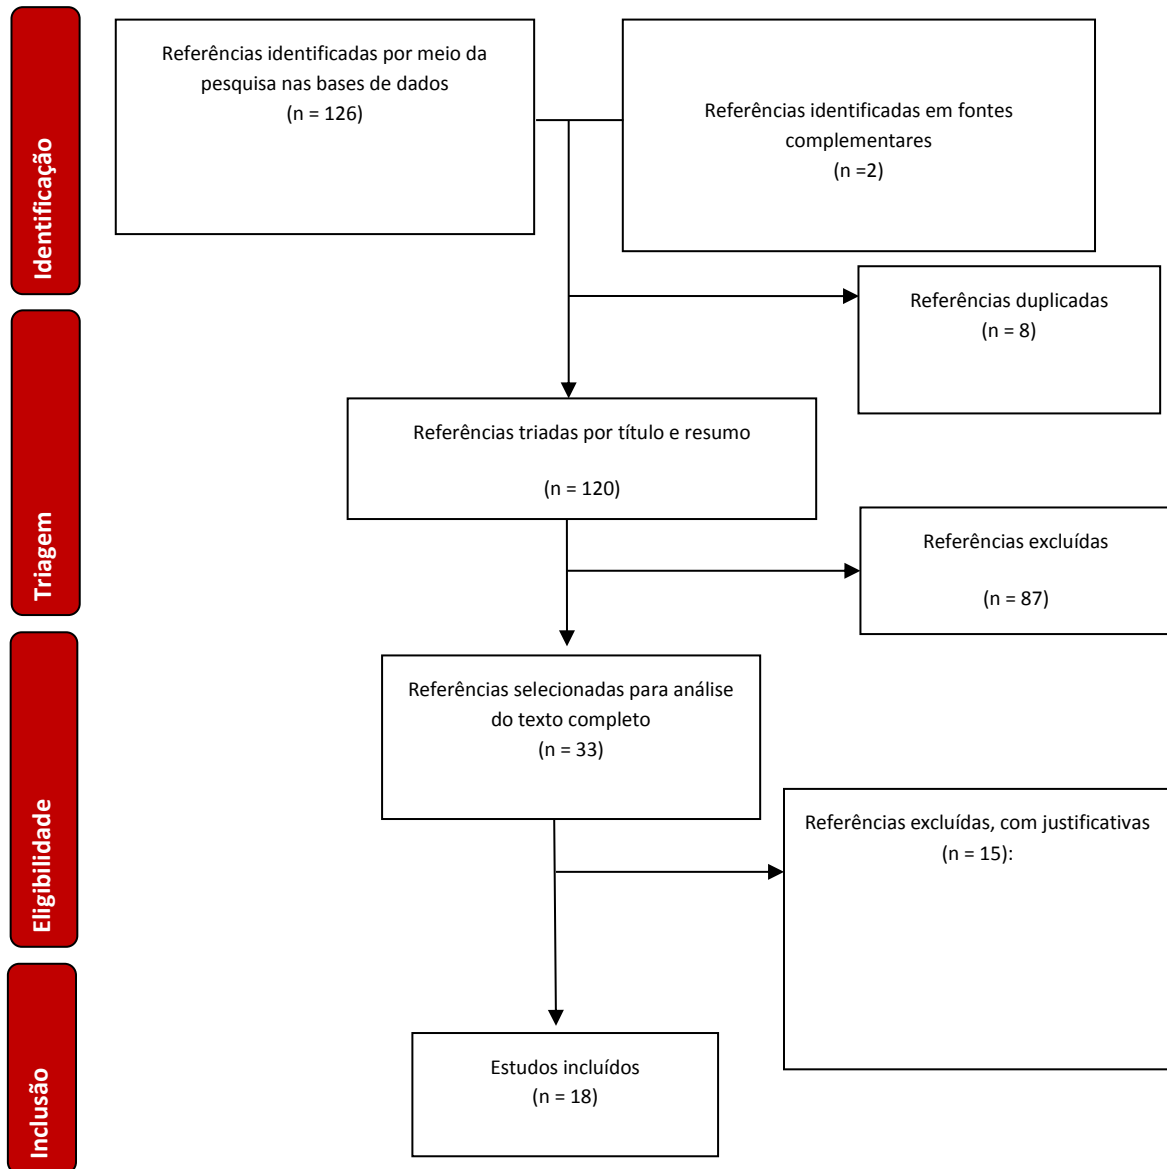 Identificação
Referências identificadas por meio da
pesquisa nas bases de dados
(n = 126)
Referências identificadas em fontes
complementares
(n =2)
Referências duplicadas
(n = 8)
Triagem
Referências triadas por título e resumo
(n = 120)
Referências excluídas
(n = 87)
Eligibilidade
Referências selecionadas para análise
do texto completo
(n = 33)
Referências excluídas, com justificativas
(n = 15):
Inclusão
Estudos incluídos
(n = 18)